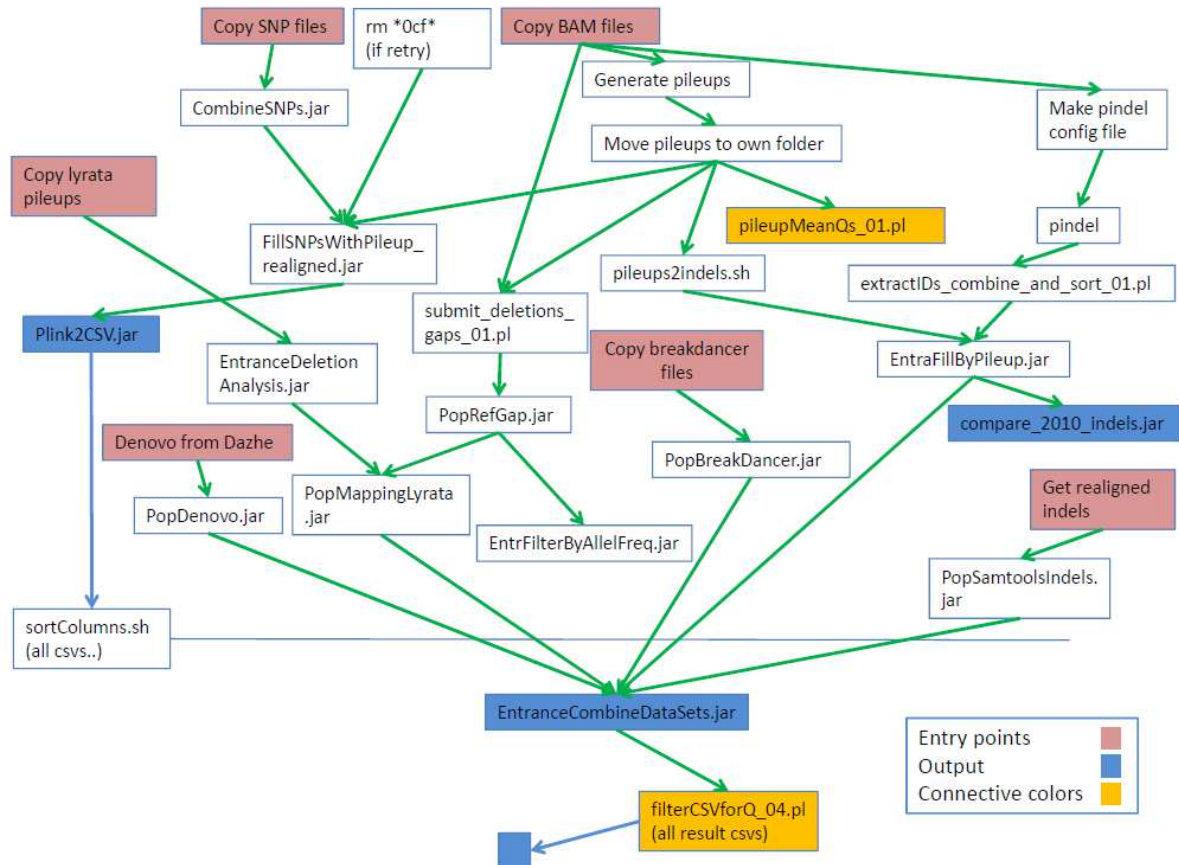 Copy SNP files
rm *0cf*
(if retry)
Copy BAM files
Generate pileups
CombineSNPs.jar
Make pindel
config file
Move pileups to own folder
Copy lyrata
pileups
pileupMeanQs_01.pl
pindel
FillSNPsWithPileup_
realigned.jar
pileups2indels.sh
extractIDs_combine_and_sort_01.pl
submit_deletions_
gaps_01.pl
Plink2CSV.jar
EntranceDeletion
Analysis.jar
Copy breakdancer
files
EntraFillByPileup.jar
PopRefGap.jar
compare_2010_indels.jar
Denovo from Dazhe
PopBreakDancer.jar
PopMappingLyrata
.jar
Get realigned
indels
PopDenovo.jar
EntrFilterByAllelFreq.jar
PopSamtoolsIndels.
jar
sortColumns.sh
(all csvs..)
EntranceCombineDataSets.jar
Entry points
Output
Connective colors
filterCSVforQ_04.pl
(all result csvs)